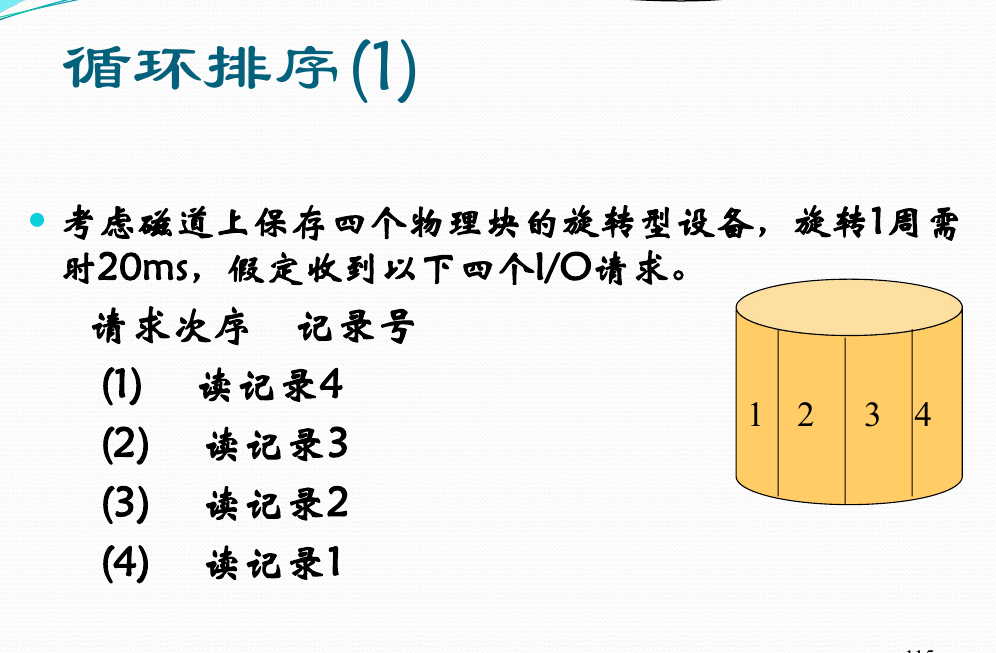 循环排序(1)
考虑磁道上保存四个物理块的旋转型设备，旋转1周需
时20ms，假定收到以下四个I/O请求。
请求次序 记录号
(1) 读记录4
(2) 读记录3
(3) 读记录2
(4) 读记录1
1 2 3 4